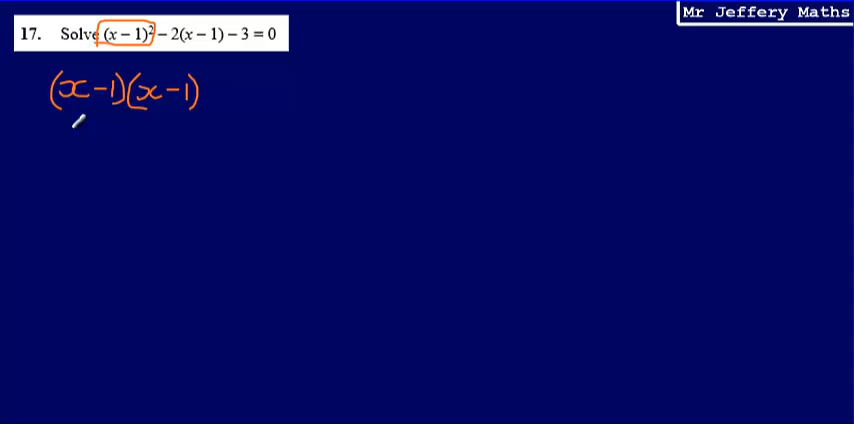 Mr Jeffery Maths
17. Solve (x – 1)² – 2(x – 1) – 3 = 0
(x – 1)(x – 1)